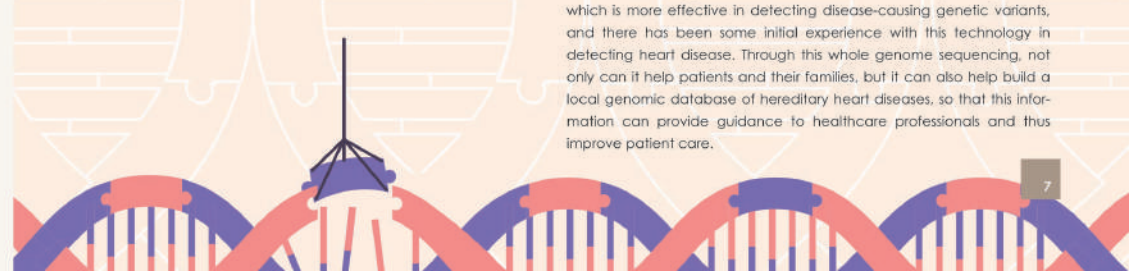 which is more effective in detecting disease-causing genetic variants,
and there has been some initial experience with this technology in
detecting heart disease. Through this whole genome sequencing, not
only can it help patients and their families, but it can also help build a
local genomic database of hereditary heart diseases, so that this infor-
mation can provide guidance to healthcare professionals and thus
improve patient care.
7